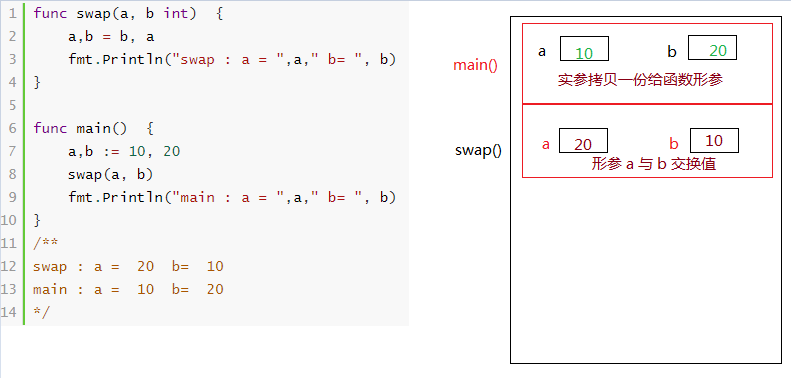 1 func swap(a, b int)  {
2     a,b = b, a
3     fmt.Println("swap : a = ",a," b= ", b)
4 }
5
6 func main()  {
7     a,b := 10, 20
8     swap(a, b)
9     fmt.Println("main : a = ",a," b= ", b)
10 }
11 /**
12 swap : a =  20  b=  10
13 main : a =  10  b=  20
14 */
main()
a 10 b 20
实参拷贝一份给函数形参
swap()
a 20 b 10
形参 a 与 b 交换值